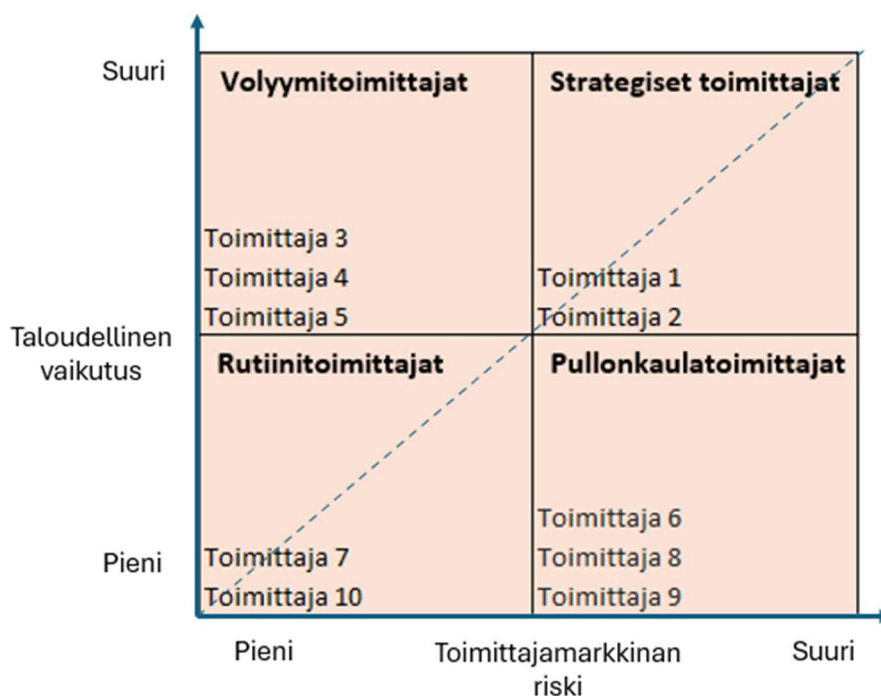 Suuri
Volyymitoimittajat
Strategiset toimittajat
Toimittaja 3
Toimittaja 4
Toimittaja 5
Toimittaja 1
Toimittaja 2
Taloudellinen
vaikutus
Rutiinitoimittajat
Pullonkaulatoimittajat
Toimittaja 6
Toimittaja 8
Toimittaja 9
Pieni
Toimittaja 7
Toimittaja 10
Pieni
Toimittajamarkkinan
riski
Suuri